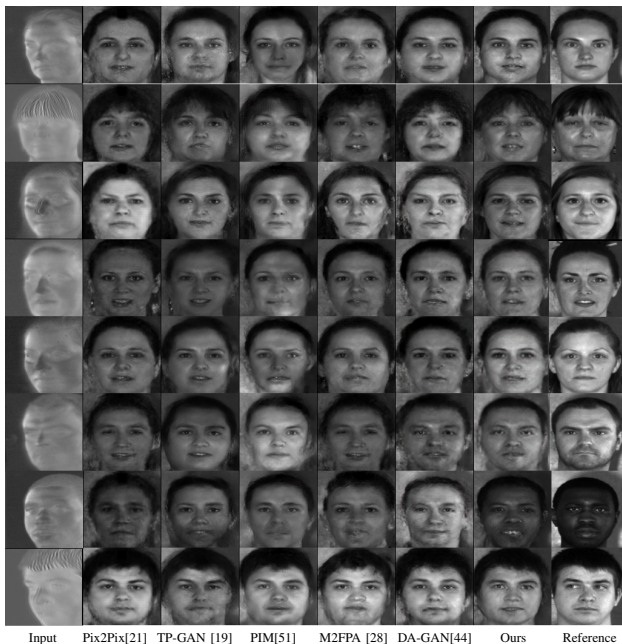 Input Pix2Pix[21] TP-GAN [19] PIM[51] M2FPA [28] DA-GAN[44] Ours Reference